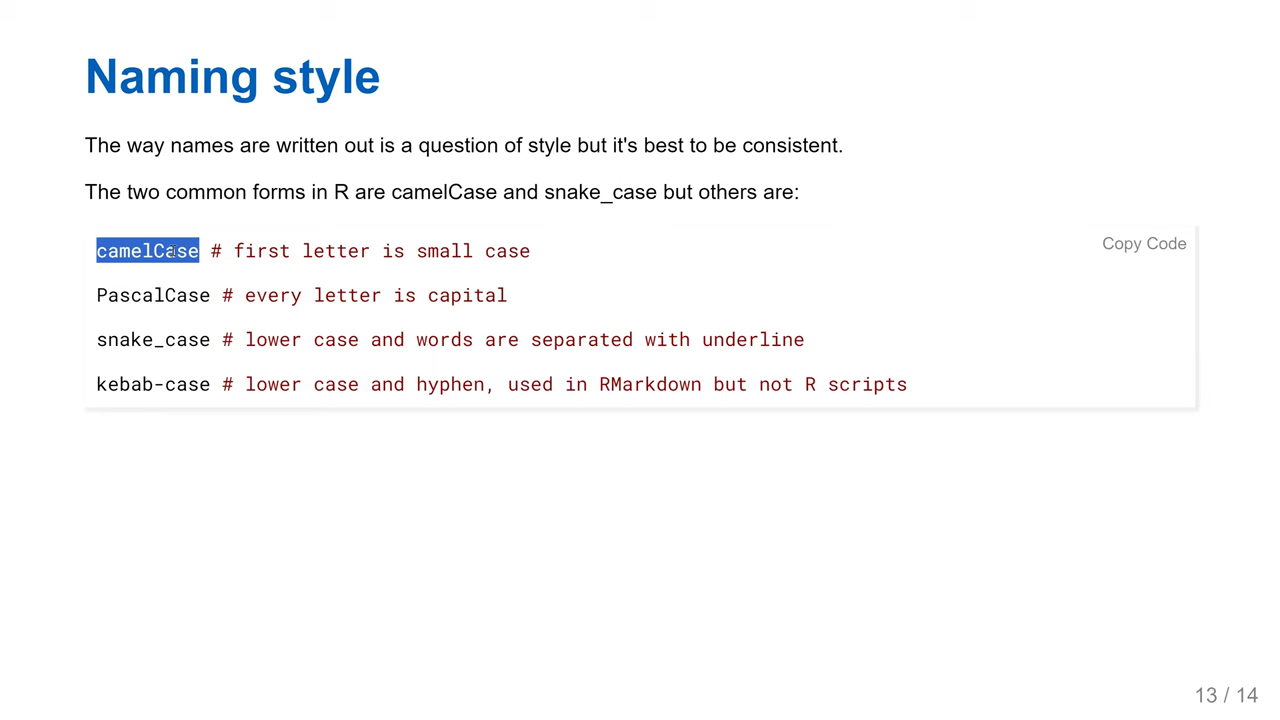 Naming style
The way names are written out is a question of style but it's best to be consistent.
The two common forms in R are camelCase and snake_case but others are:
Copy Code
camelCase # first letter is small case
PascalCase # every letter is capital
snake_case # lower case and words are separated with underline
kebab-case # lower case and hyphen, used in RMarkdown but not R scripts
13 / 14